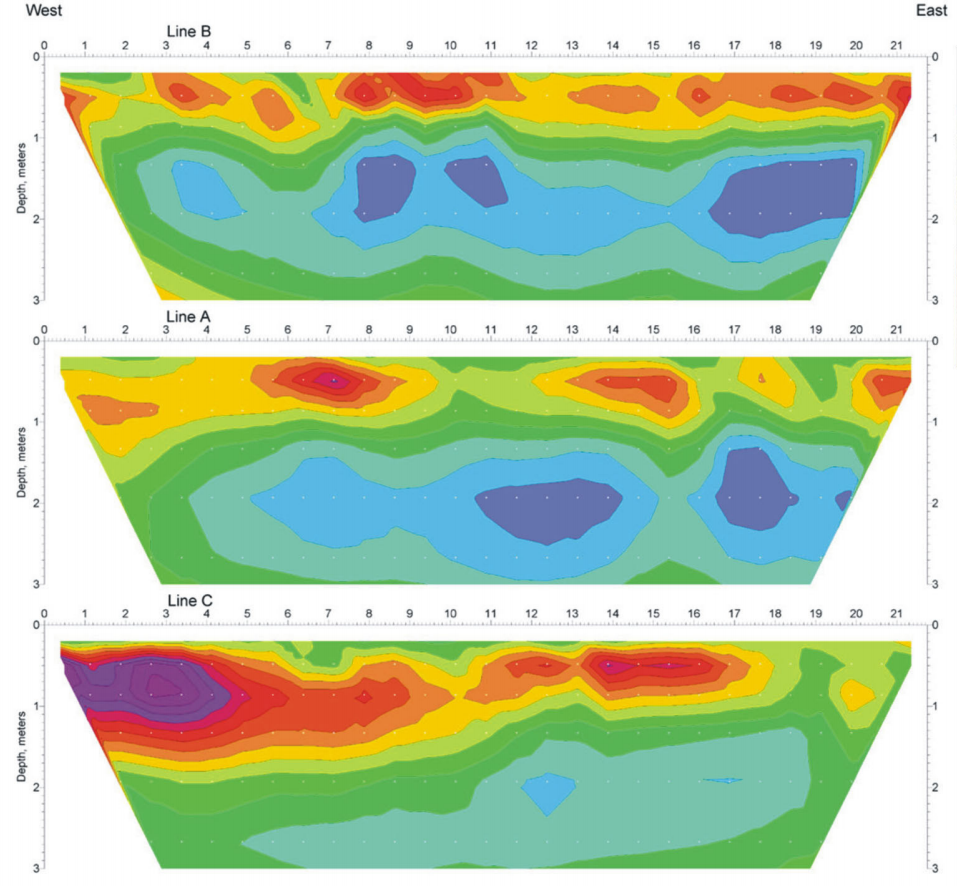 West East
Line B
0 1 2 3 4 5 6 7 8 9 10 11 12 13 14 15 16 17 18 19 20 21
0 0
1 1
Depth, meters
2 2
3 3
Line A
0 1 2 3 4 5 6 7 8 9 10 11 12 13 14 15 16 17 18 19 20 21
0 0
1 1
Depth, meters
2 2
3 3
Line C
0 1 2 3 4 5 6 7 8 9 10 11 12 13 14 15 16 17 18 19 20 21
0 0
1 1
Depth, meters
2 2
3 3